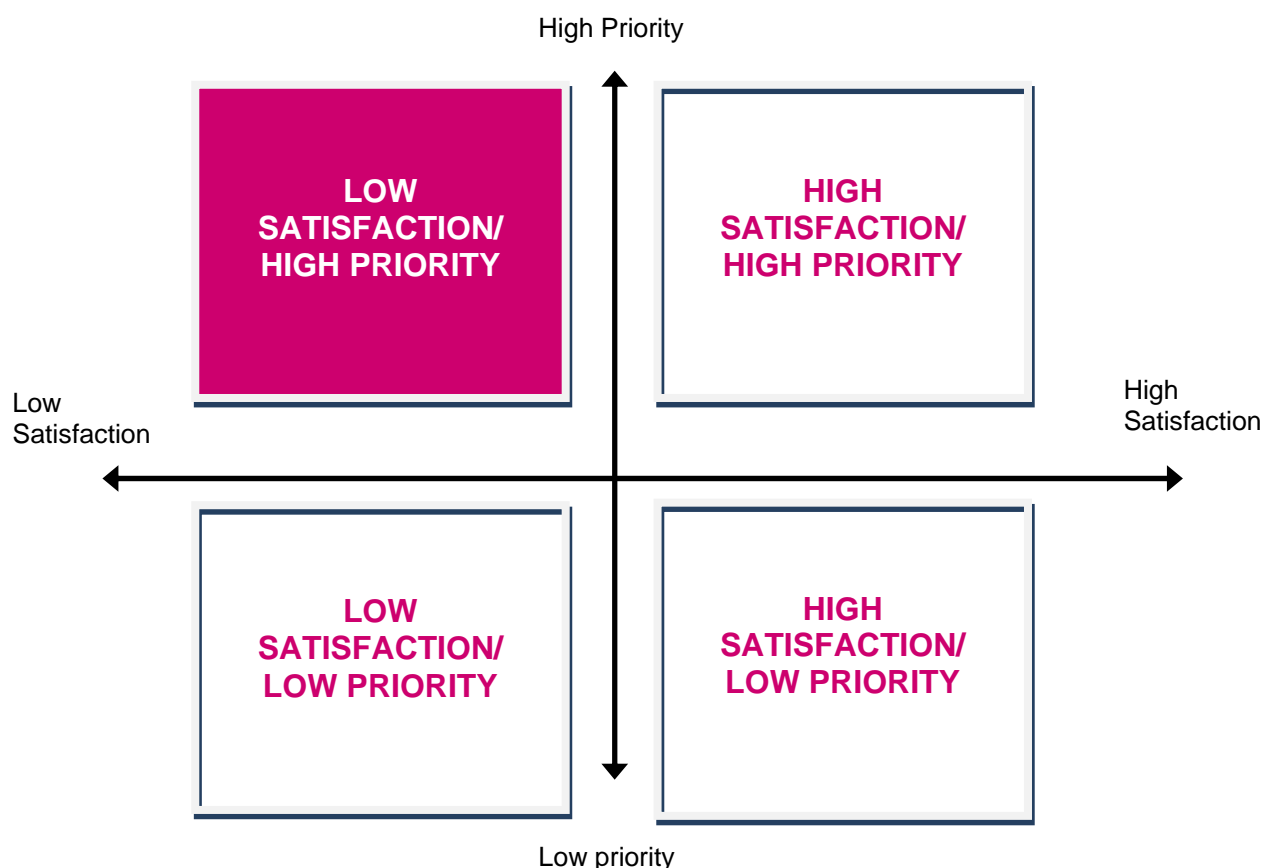 High Priority
LOW
SATISFACTION/
HIGH PRIORITY
HIGH
SATISFACTION/
HIGH PRIORITY
Low
Satisfaction
High
Satisfaction
LOW
SATISFACTION/
LOW PRIORITY
HIGH
SATISFACTION/
LOW PRIORITY
Low priority